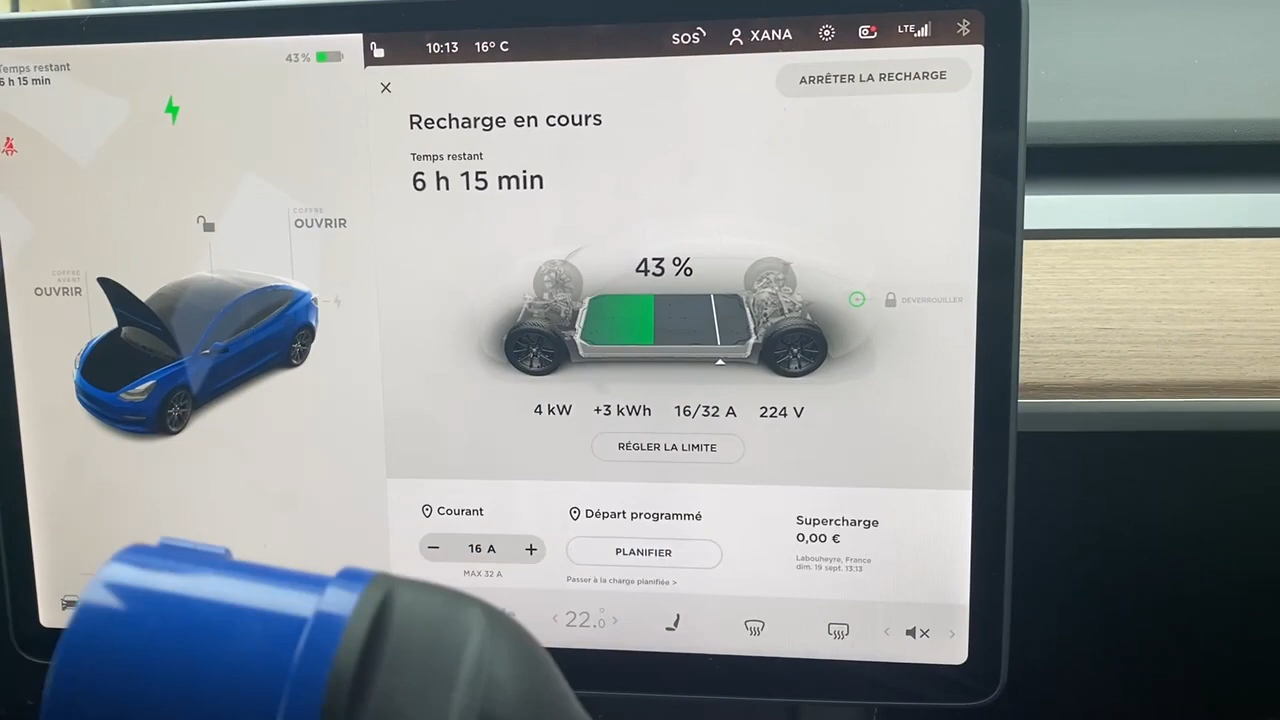 43 %
Temps restant
6 h 15 min
COFFRE
OUVRIR
COFFRE
AVANT
OUVRIR
10:13 16° C SOS XANA LTE
ARRÊTER LA RECHARGE
Recharge en cours
Temps restant
6 h 15 min
43 %
DÉVERROUILLER
4 kW +3 kWh 16/32 A 224 V
RÉGLER LA LIMITE
Courant
− 16 A +
MAX 32 A
Départ programmé
PLANIFIER
Passer à la charge planifiée >
Supercharge
0,00 €
Labouheyre, France
dim. 19 sept. 13:13
< 22.0° >